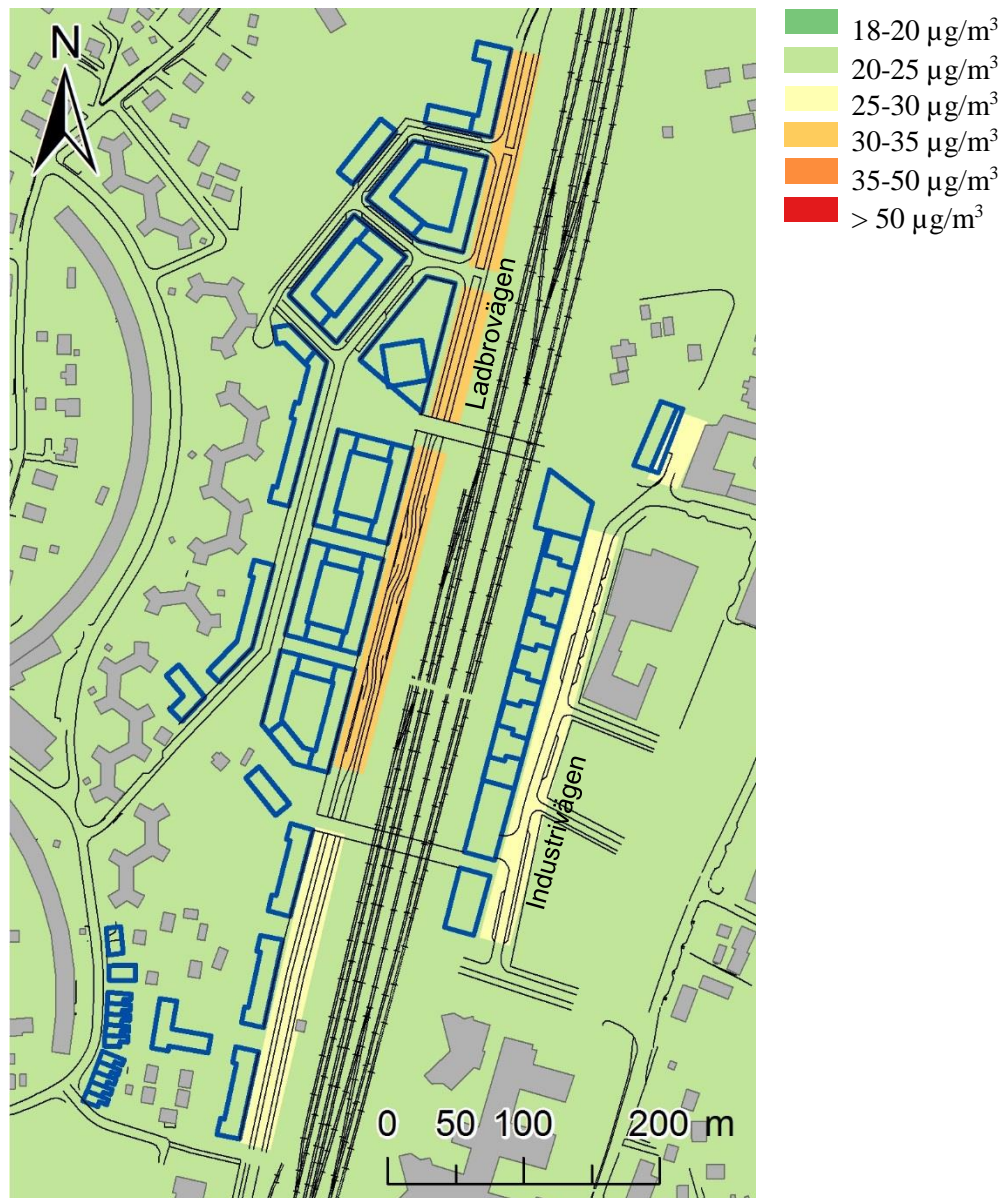 N
18-20 µg/m³
20-25 µg/m³
25-30 µg/m³
30-35 µg/m³
35-50 µg/m³
> 50 µg/m³
Ladbrovägen
Industrivägen
0 50 100 200 m